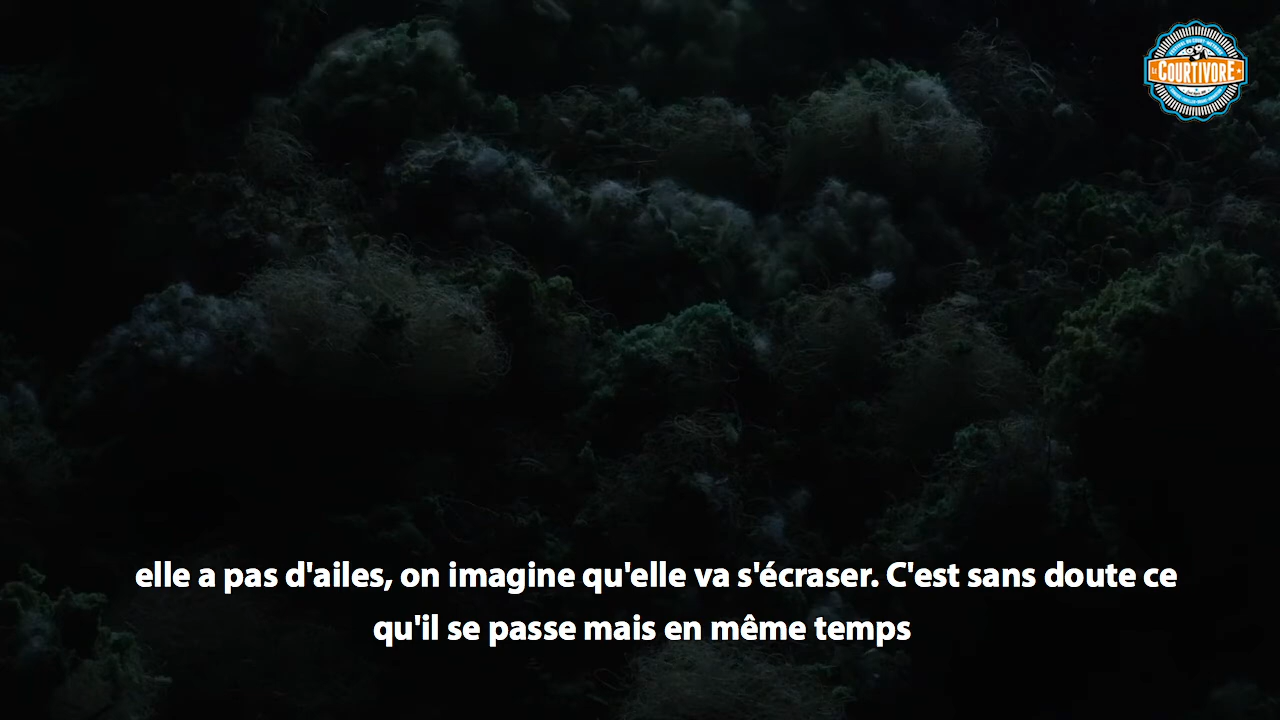 LE COURTIVORE
elle a pas d'ailes, on imagine qu'elle va s'écraser. C'est sans doute ce
qu'il se passe mais en même temps